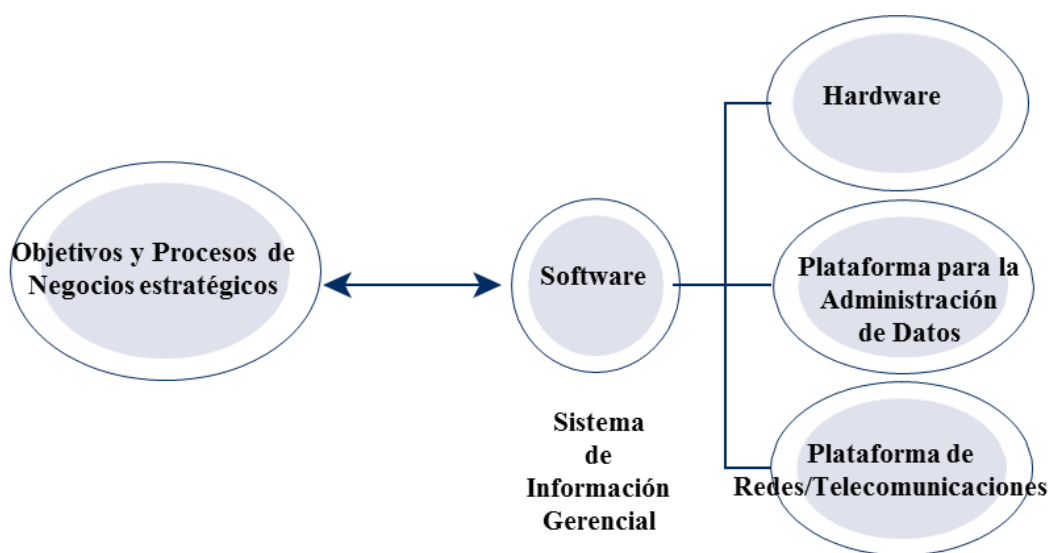 Hardware
Objetivos y Procesos de
Negocios estratégicos
Software
Plataforma para la
Administración
de Datos
Sistema
de
Información
Gerencial
Plataforma de
Redes/Telecomunicaciones